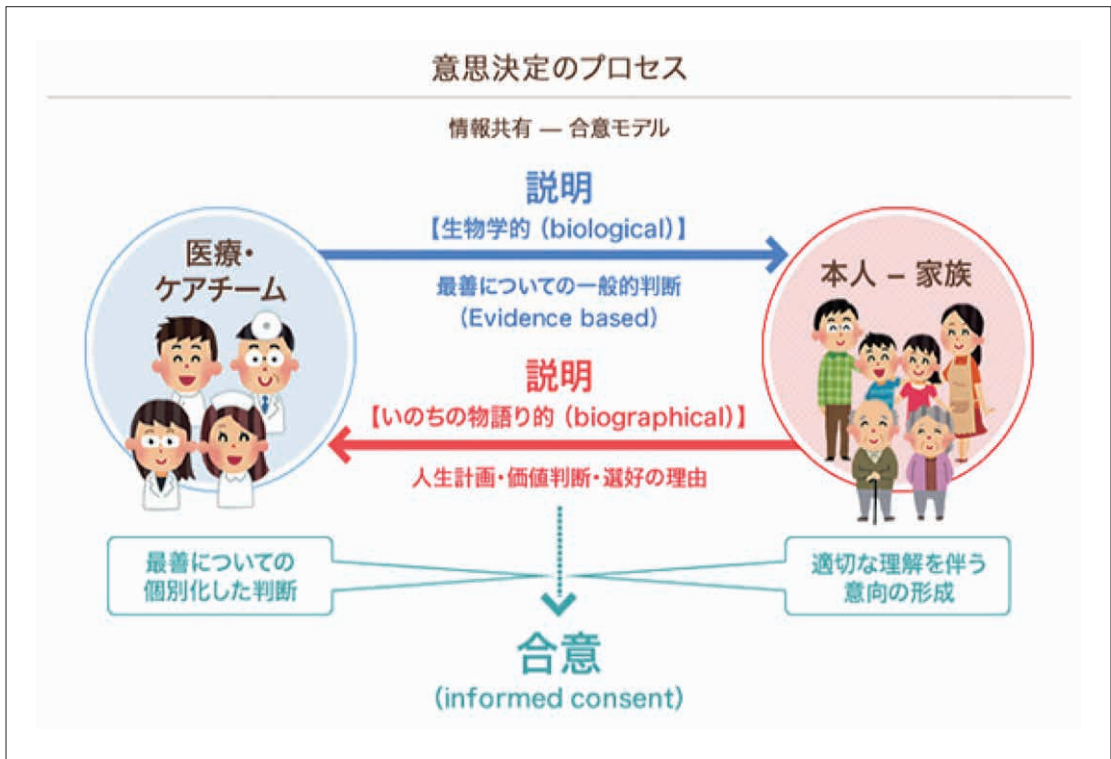 意思決定のプロセス
情報共有 ― 合意モデル
説明
【生物学的（biological）】
医療・
ケアチーム
最善についての一般的判断
（Evidence based）
本人 − 家族
説明
【いのちの物語り的（biographical）】
人生計画・価値判断・選好の理由
最善についての
個別化した判断
適切な理解を伴う
意向の形成
合意
（informed consent）